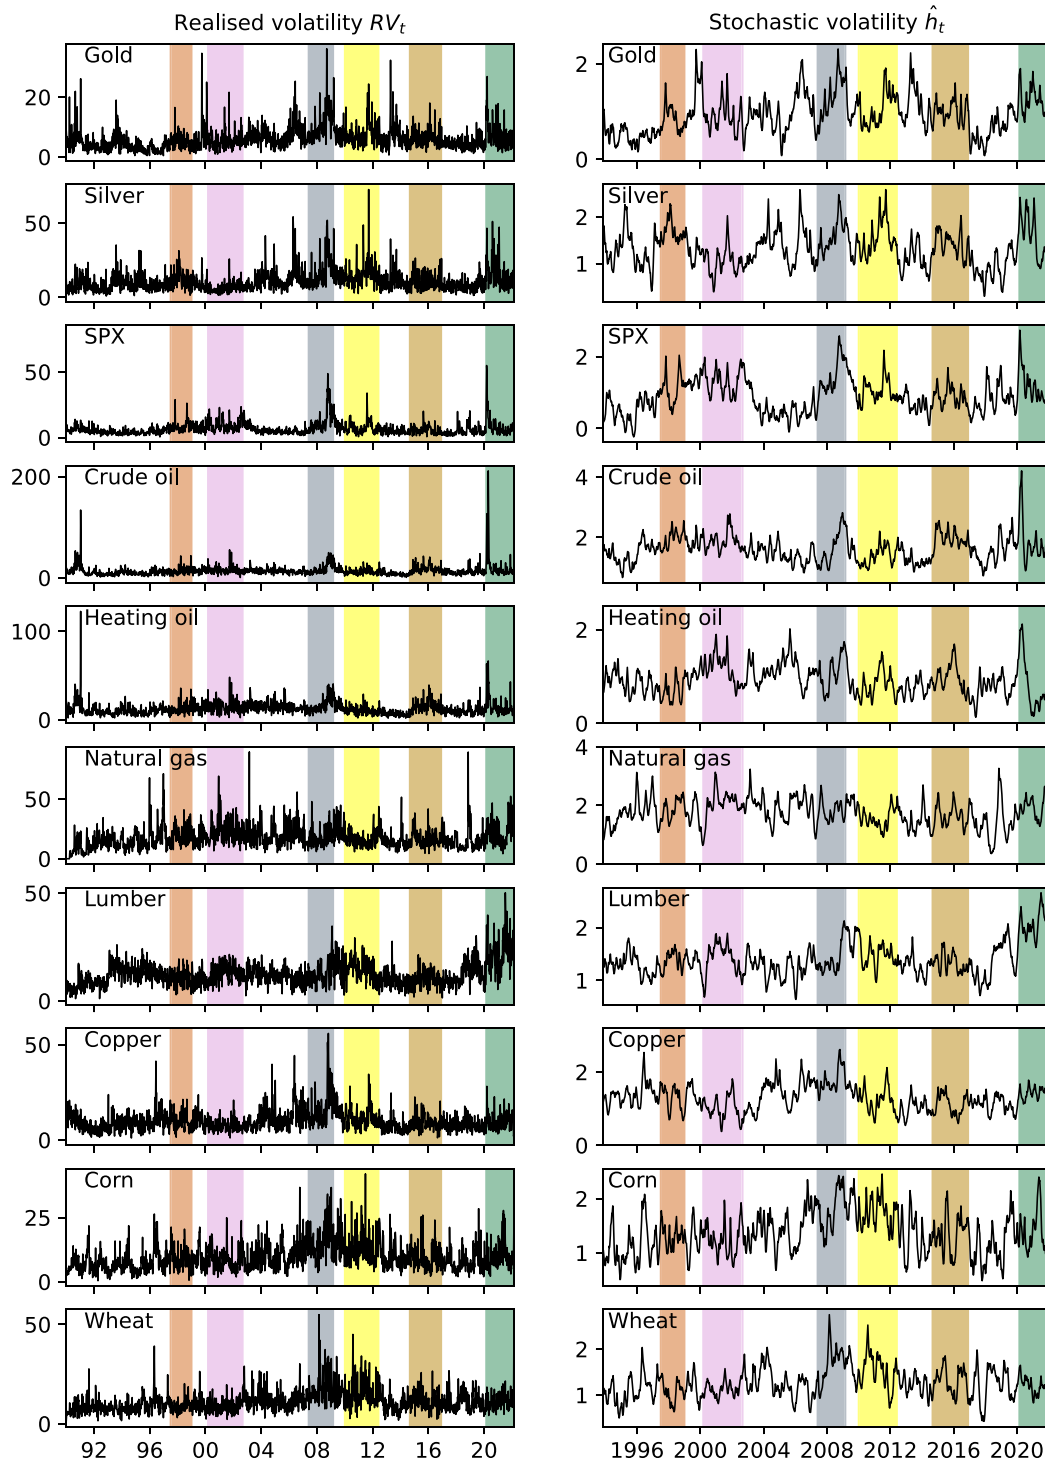 Realised volatility RVₜ
Stochastic volatility ĥₜ
Gold
20
0
Gold
2
0
Silver
50
0
Silver
2
1
SPX
50
0
SPX
2
0
Crude oil
200
0
Crude oil
4
2
Heating oil
100
0
Heating oil
2
0
Natural gas
50
0
Natural gas
4
2
0
Lumber
50
0
Lumber
2
1
Copper
50
0
Copper
2
0
Corn
25
0
Corn
2
1
Wheat
50
0
Wheat
2
1
92 96 00 04 08 12 16 20
1996 2000 2004 2008 2012 2016 2020